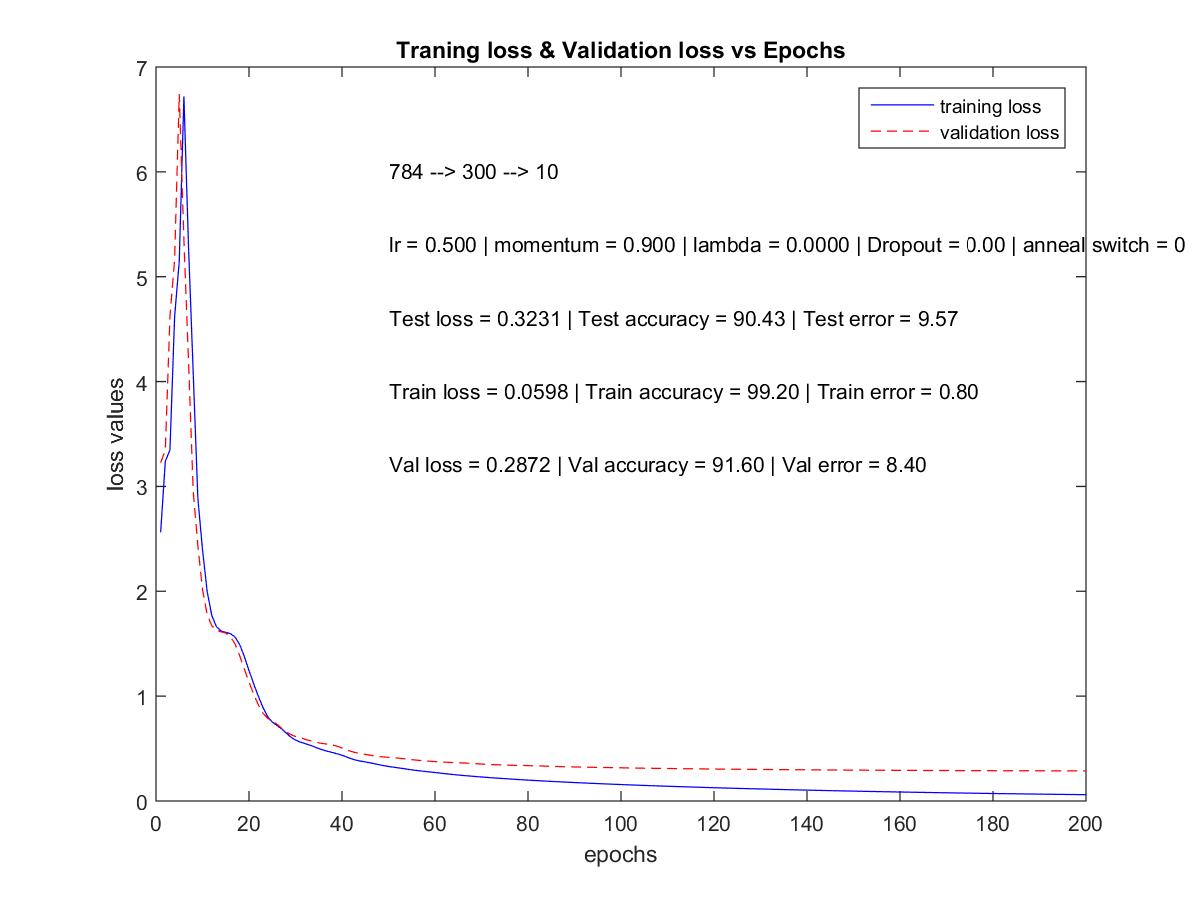 Traning loss & Validation loss vs Epochs
7
training loss
validation loss
6
784 --> 300 --> 10
lr = 0.500 | momentum = 0.900 | lambda = 0.0000 | Dropout = 0.00 | anneal switch = 0
5
Test loss = 0.3231 | Test accuracy = 90.43 | Test error = 9.57
4
Train loss = 0.0598 | Train accuracy = 99.20 | Train error = 0.80
loss values
Val loss = 0.2872 | Val accuracy = 91.60 | Val error = 8.40
3
2
1
0
0 20 40 60 80 100 120 140 160 180 200
epochs